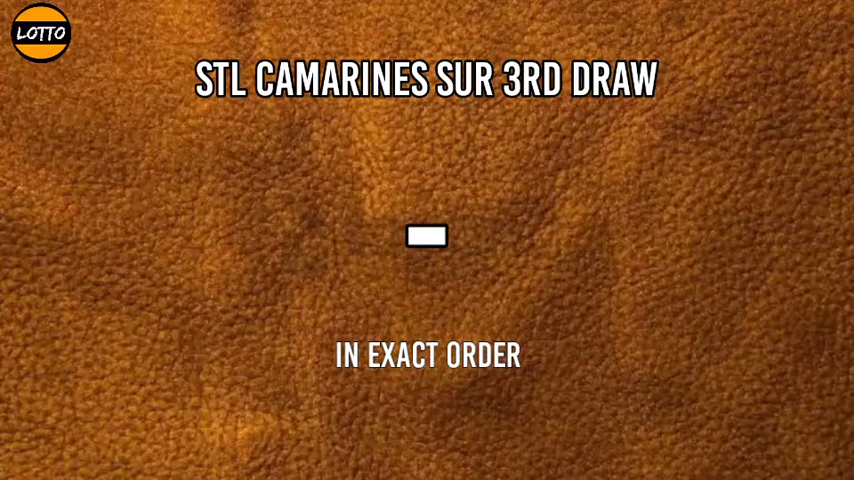 LOTTO
STL CAMARINES SUR 3RD DRAW
-
IN EXACT ORDER